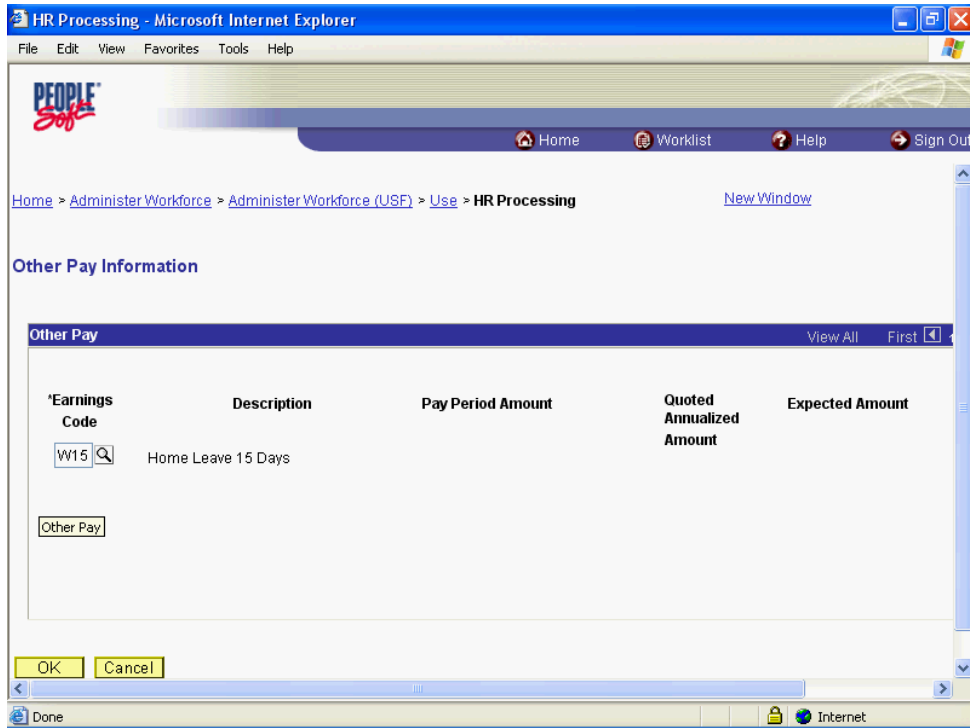 HR Processing - Microsoft Internet Explorer
File Edit View Favorites Tools Help
PEOPLE
Soft
Home Worklist Help Sign Out
Home > Administer Workforce > Administer Workforce (USF) > Use > HR Processing New Window
Other Pay Information
Other Pay View All First
*Earnings Code Description Pay Period Amount Quoted Annualized Amount Expected Amount
W15 Home Leave 15 Days
Other Pay
OK Cancel
Done Internet